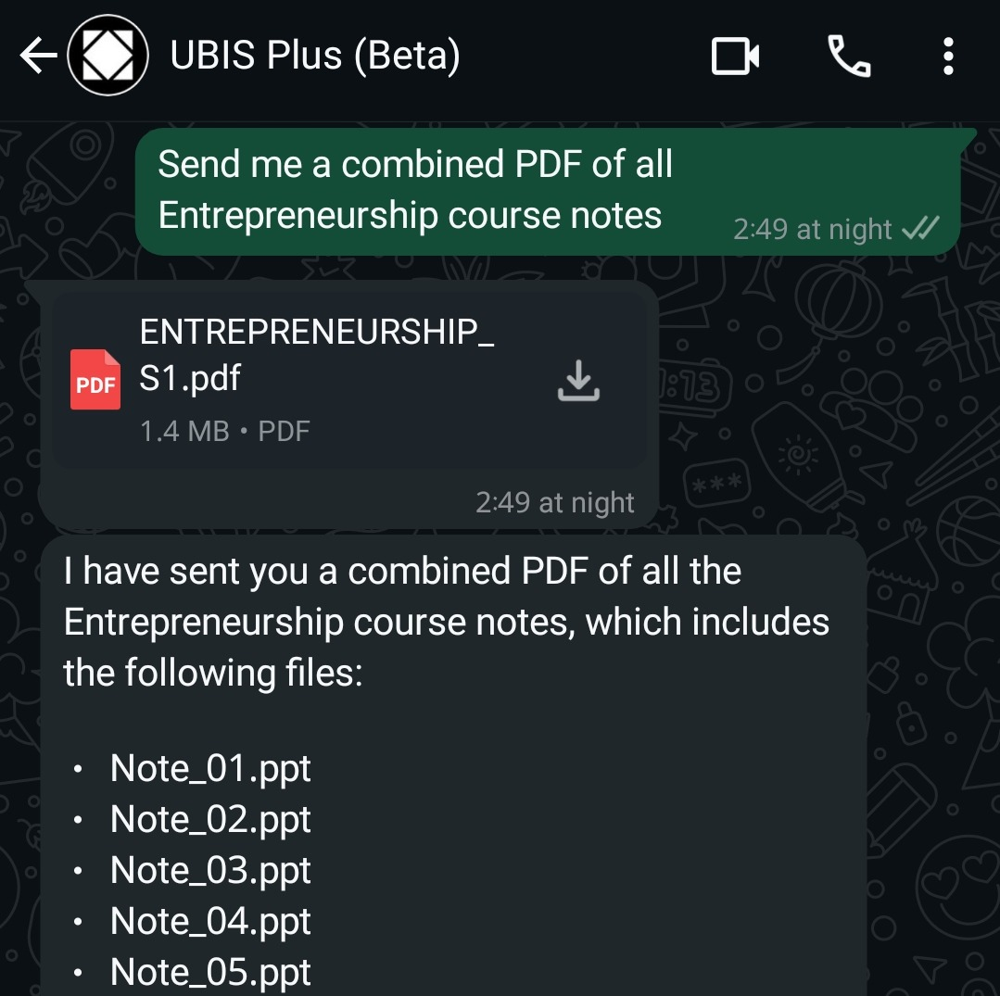 UBIS Plus (Beta)
Send me a combined PDF of all
Entrepreneurship course notes
2:49 at night
ENTREPRENEURSHIP_
S1.pdf
PDF
1.4 MB • PDF
2:49 at night
I have sent you a combined PDF of all the
Entrepreneurship course notes, which includes
the following files:
• Note_01.ppt
• Note_02.ppt
• Note_03.ppt
• Note_04.ppt
• Note_05.ppt